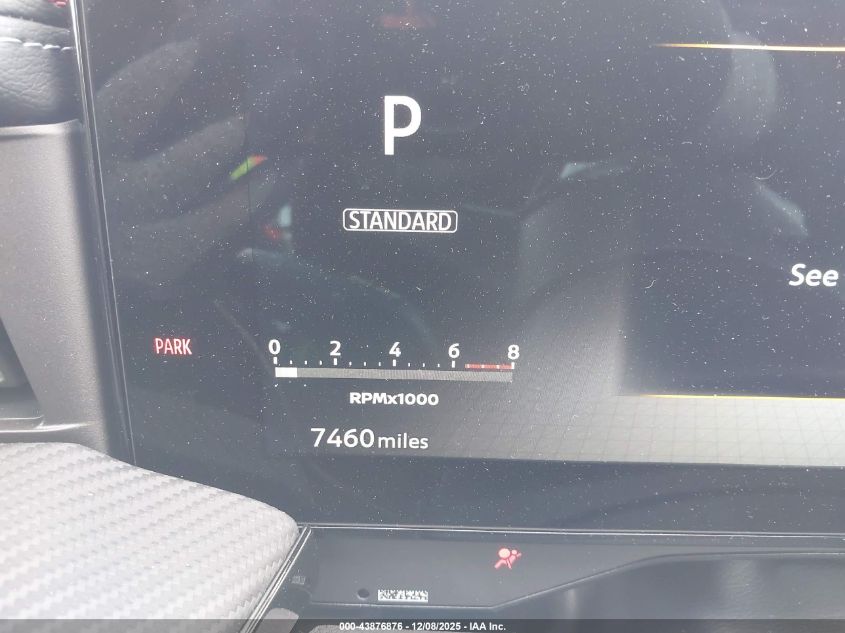 P
STANDARD
See
PARK
0 2 4 6 8
RPMx1000
7460 miles
000-43876876 • 12/08/2025 • IAA Inc.